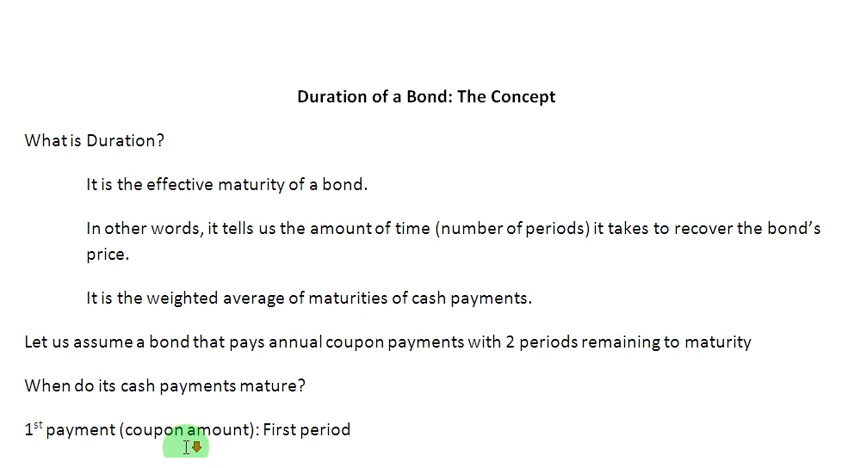 Duration of a Bond: The Concept
What is Duration?
It is the effective maturity of a bond.
In other words, it tells us the amount of time (number of periods) it takes to recover the bond's
price.
It is the weighted average of maturities of cash payments.
Let us assume a bond that pays annual coupon payments with 2 periods remaining to maturity
When do its cash payments mature?
1st payment (coupon amount): First period